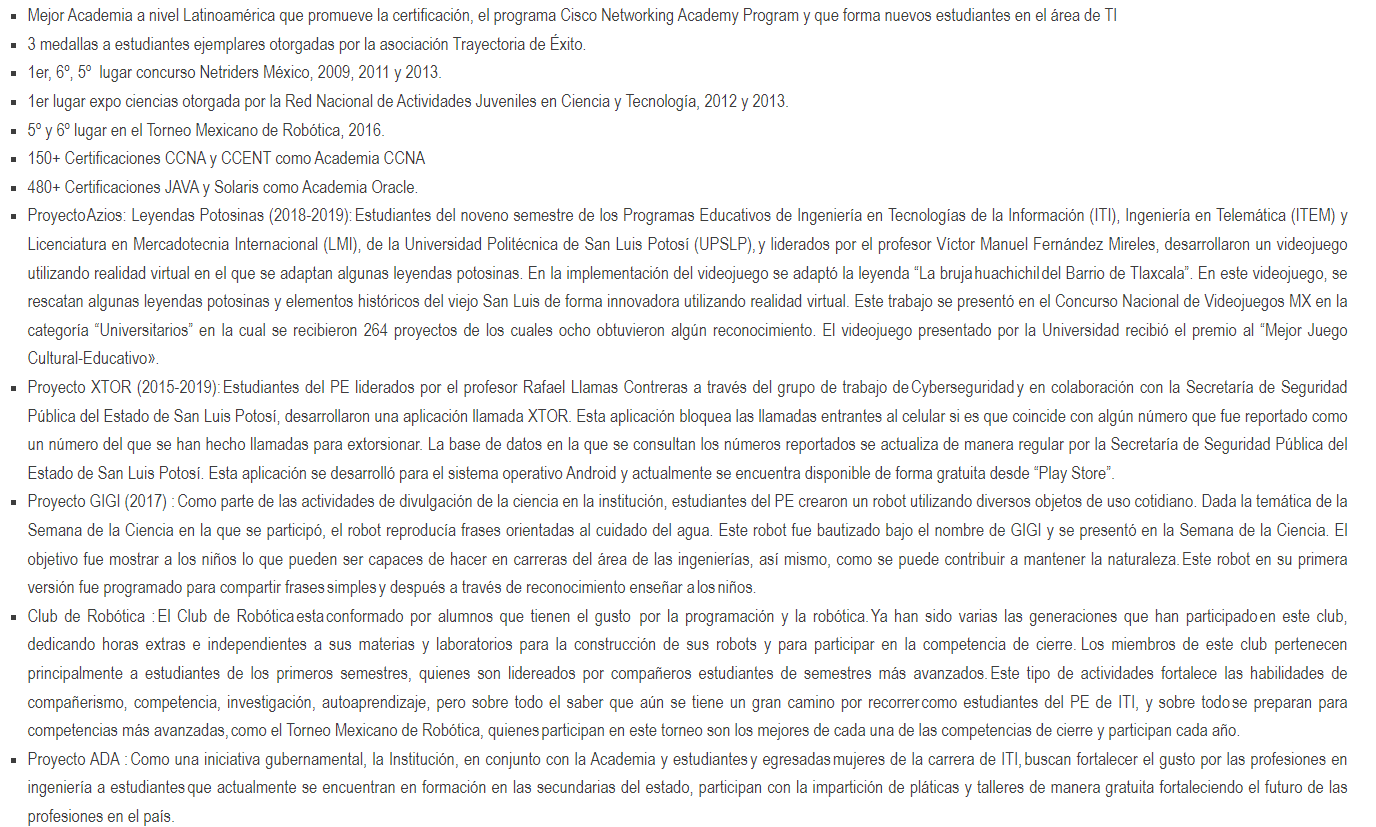 Mejor Academia a nivel Latinoamérica que promueve la certificación, el programa Cisco Networking Academy Program y que forma nuevos estudiantes en el área de TI
3 medallas a estudiantes ejemplares otorgadas por la asociación Trayectoria de Éxito.
1er, 6º, 5º lugar concurso Netriders México, 2009, 2011 y 2013.
1er lugar expo ciencias otorgada por la Red Nacional de Actividades Juveniles en Ciencia y Tecnología, 2012 y 2013.
5º y 6º lugar en el Torneo Mexicano de Robótica, 2016.
150+ Certificaciones CCNA y CCENT como Academia CCNA
480+ Certificaciones JAVA y Solaris como Academia Oracle.
Proyecto Azios: Leyendas Potosinas (2018-2019): Estudiantes del noveno semestre de los Programas Educativos de Ingeniería en Tecnologías de la Información (ITI), Ingeniería en Telemática (ITEM) y
Licenciatura en Mercadotecnia Internacional (LMI), de la Universidad Politécnica de San Luis Potosí (UPSLP), y liderados por el profesor Víctor Manuel Fernández Mireles, desarrollaron un videojuego
utilizando realidad virtual en el que se adaptan algunas leyendas potosinas. En la implementación del videojuego se adaptó la leyenda “La bruja huachichil del Barrio de Tlaxcala”. En este videojuego, se
rescatan algunas leyendas potosinas y elementos históricos del viejo San Luis de forma innovadora utilizando realidad virtual. Este trabajo se presentó en el Concurso Nacional de Videojuegos MX en la
categoría “Universitarios” en la cual se recibieron 264 proyectos de los cuales ocho obtuvieron algún reconocimiento. El videojuego presentado por la Universidad recibió el premio al “Mejor Juego
Cultural-Educativo».
Proyecto XTOR (2015-2019): Estudiantes del PE liderados por el profesor Rafael Llamas Contreras a través del grupo de trabajo de Cyberseguridad y en colaboración con la Secretaría de Seguridad
Pública del Estado de San Luis Potosí, desarrollaron una aplicación llamada XTOR. Esta aplicación bloquea las llamadas entrantes al celular si es que coincide con algún número que fue reportado como
un número del que se han hecho llamadas para extorsionar. La base de datos en la que se consultan los números reportados se actualiza de manera regular por la Secretaría de Seguridad Pública del
Estado de San Luis Potosí. Esta aplicación se desarrolló para el sistema operativo Android y actualmente se encuentra disponible de forma gratuita desde “Play Store”.
Proyecto GIGI (2017) : Como parte de las actividades de divulgación de la ciencia en la institución, estudiantes del PE crearon un robot utilizando diversos objetos de uso cotidiano. Dada la temática de la
Semana de la Ciencia en la que se participó, el robot reproducía frases orientadas al cuidado del agua. Este robot fue bautizado bajo el nombre de GIGI y se presentó en la Semana de la Ciencia. El
objetivo fue mostrar a los niños lo que pueden ser capaces de hacer en carreras del área de las ingenierías, así mismo, como se puede contribuir a mantener la naturaleza. Este robot en su primera
versión fue programado para compartir frases simples y después a través de reconocimiento enseñar a los niños.
Club de Robótica : El Club de Robótica esta conformado por alumnos que tienen el gusto por la programación y la robótica. Ya han sido varias las generaciones que han participado en este club,
dedicando horas extras e independientes a sus materias y laboratorios para la construcción de sus robots y para participar en la competencia de cierre. Los miembros de este club pertenecen
principalmente a estudiantes de los primeros semestres, quienes son lidereados por compañeros estudiantes de semestres más avanzados. Este tipo de actividades fortalece las habilidades de
compañerismo, competencia, investigación, autoaprendizaje, pero sobre todo el saber que aún se tiene un gran camino por recorrer como estudiantes del PE de ITI, y sobre todo se preparan para
competencias más avanzadas, como el Torneo Mexicano de Robótica, quienes participan en este torneo son los mejores de cada una de las competencias de cierre y participan cada año.
Proyecto ADA : Como una iniciativa gubernamental, la Institución, en conjunto con la Academia y estudiantes y egresadas mujeres de la carrera de ITI, buscan fortalecer el gusto por las profesiones en
ingeniería a estudiantes que actualmente se encuentran en formación en las secundarias del estado, participan con la impartición de pláticas y talleres de manera gratuita fortaleciendo el futuro de las
profesiones en el país.